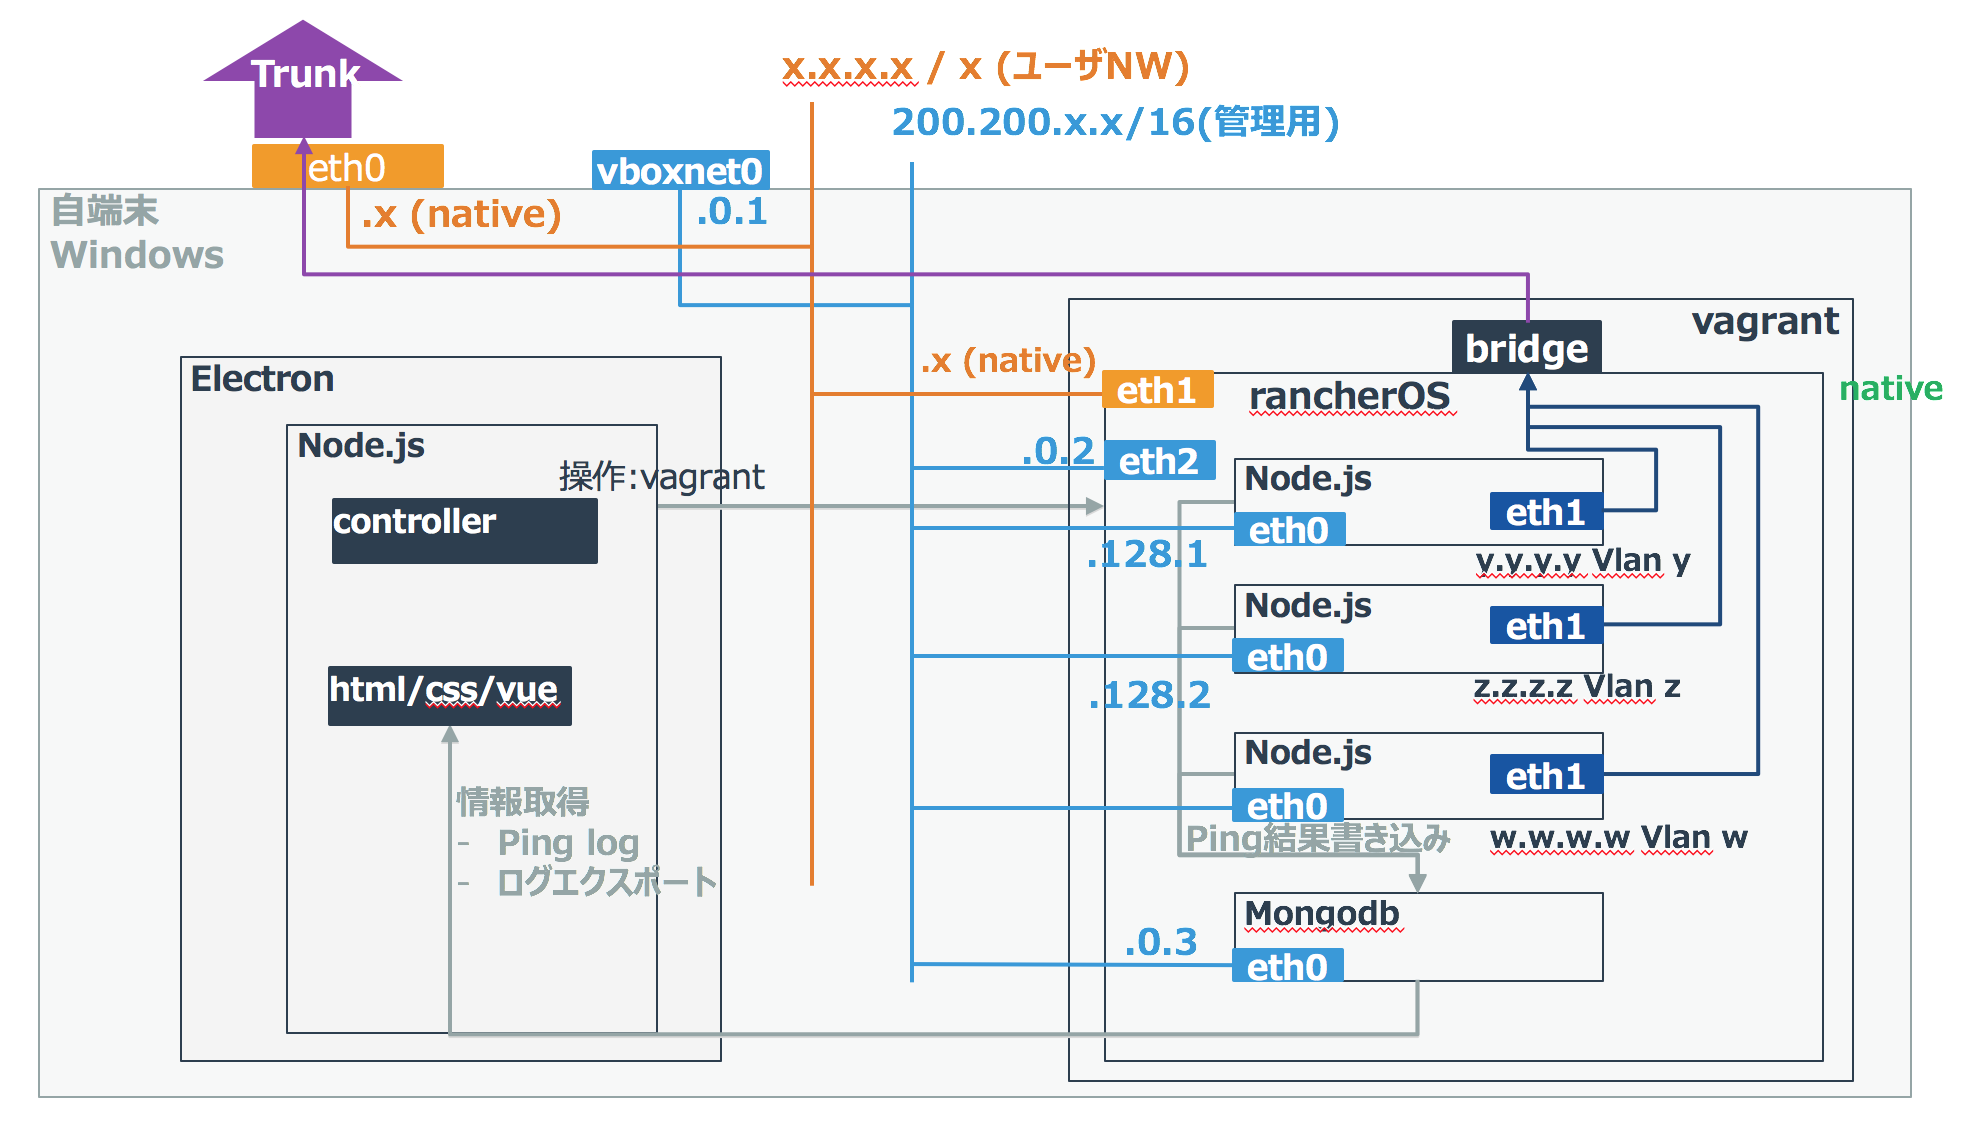 Trunk
eth0
x.x.x.x / x (ユーザNW)
200.200.x.x/16(管理用)
vboxnet0
.0.1
.x (native)
自端末
Windows
vagrant
bridge
native
.x (native)
eth1
rancherOS
Electron
Node.js
操作:vagrant
controller
html/css/vue
情報取得
- Ping log
- ログエクスポート
.0.2
eth2
Node.js
eth1
eth0
.128.1
y.y.y.y Vlan y
Node.js
eth1
eth0
.128.2
z.z.z.z Vlan z
Node.js
eth1
eth0
Ping結果書き込み
w.w.w.w Vlan w
Mongodb
.0.3
eth0